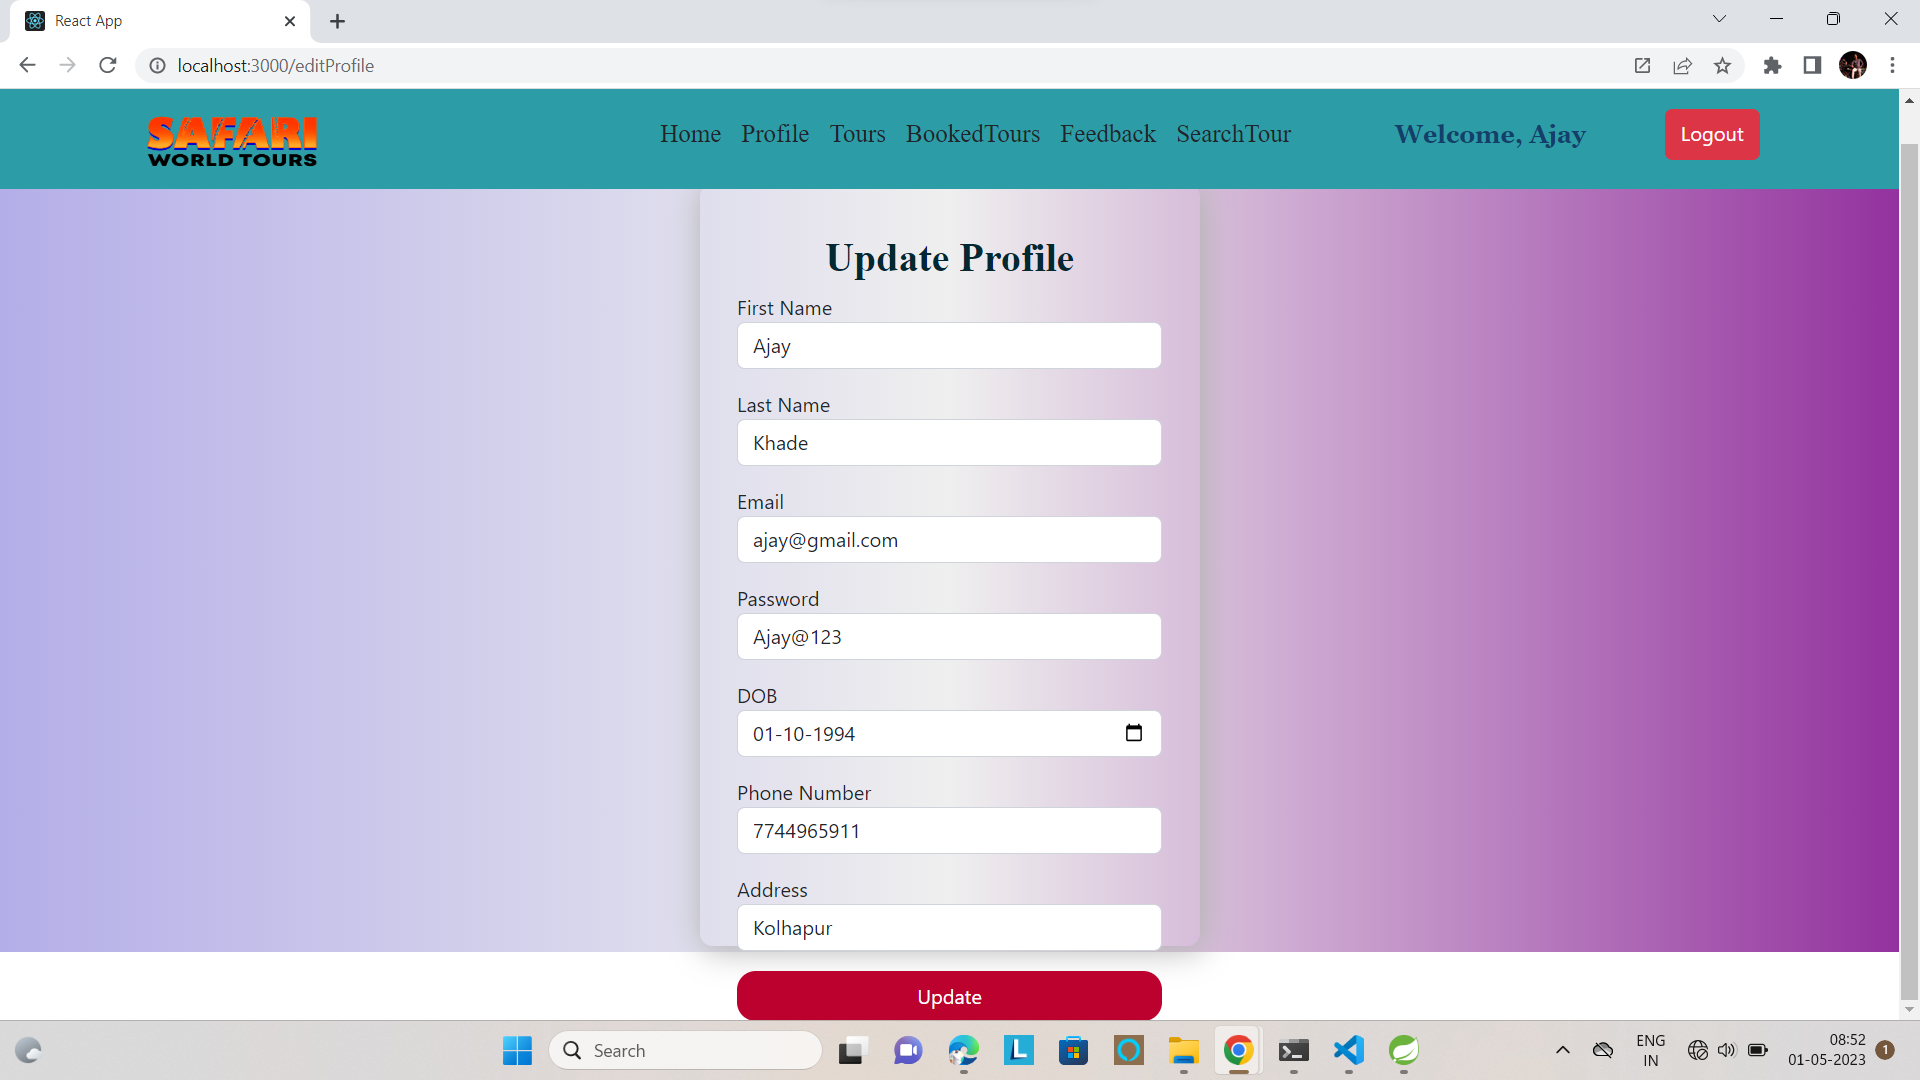 React App
localhost:3000/editProfile
SAFARI
WORLD TOURS
Home Profile Tours BookedTours Feedback SearchTour
Welcome, Ajay
Logout
Update Profile
First Name
Ajay
Last Name
Khade
Email
ajay@gmail.com
Password
Ajay@123
DOB
01-10-1994
Phone Number
7744965911
Address
Kolhapur
Update
Search
L
ENG
IN
08:52
01-05-2023
1